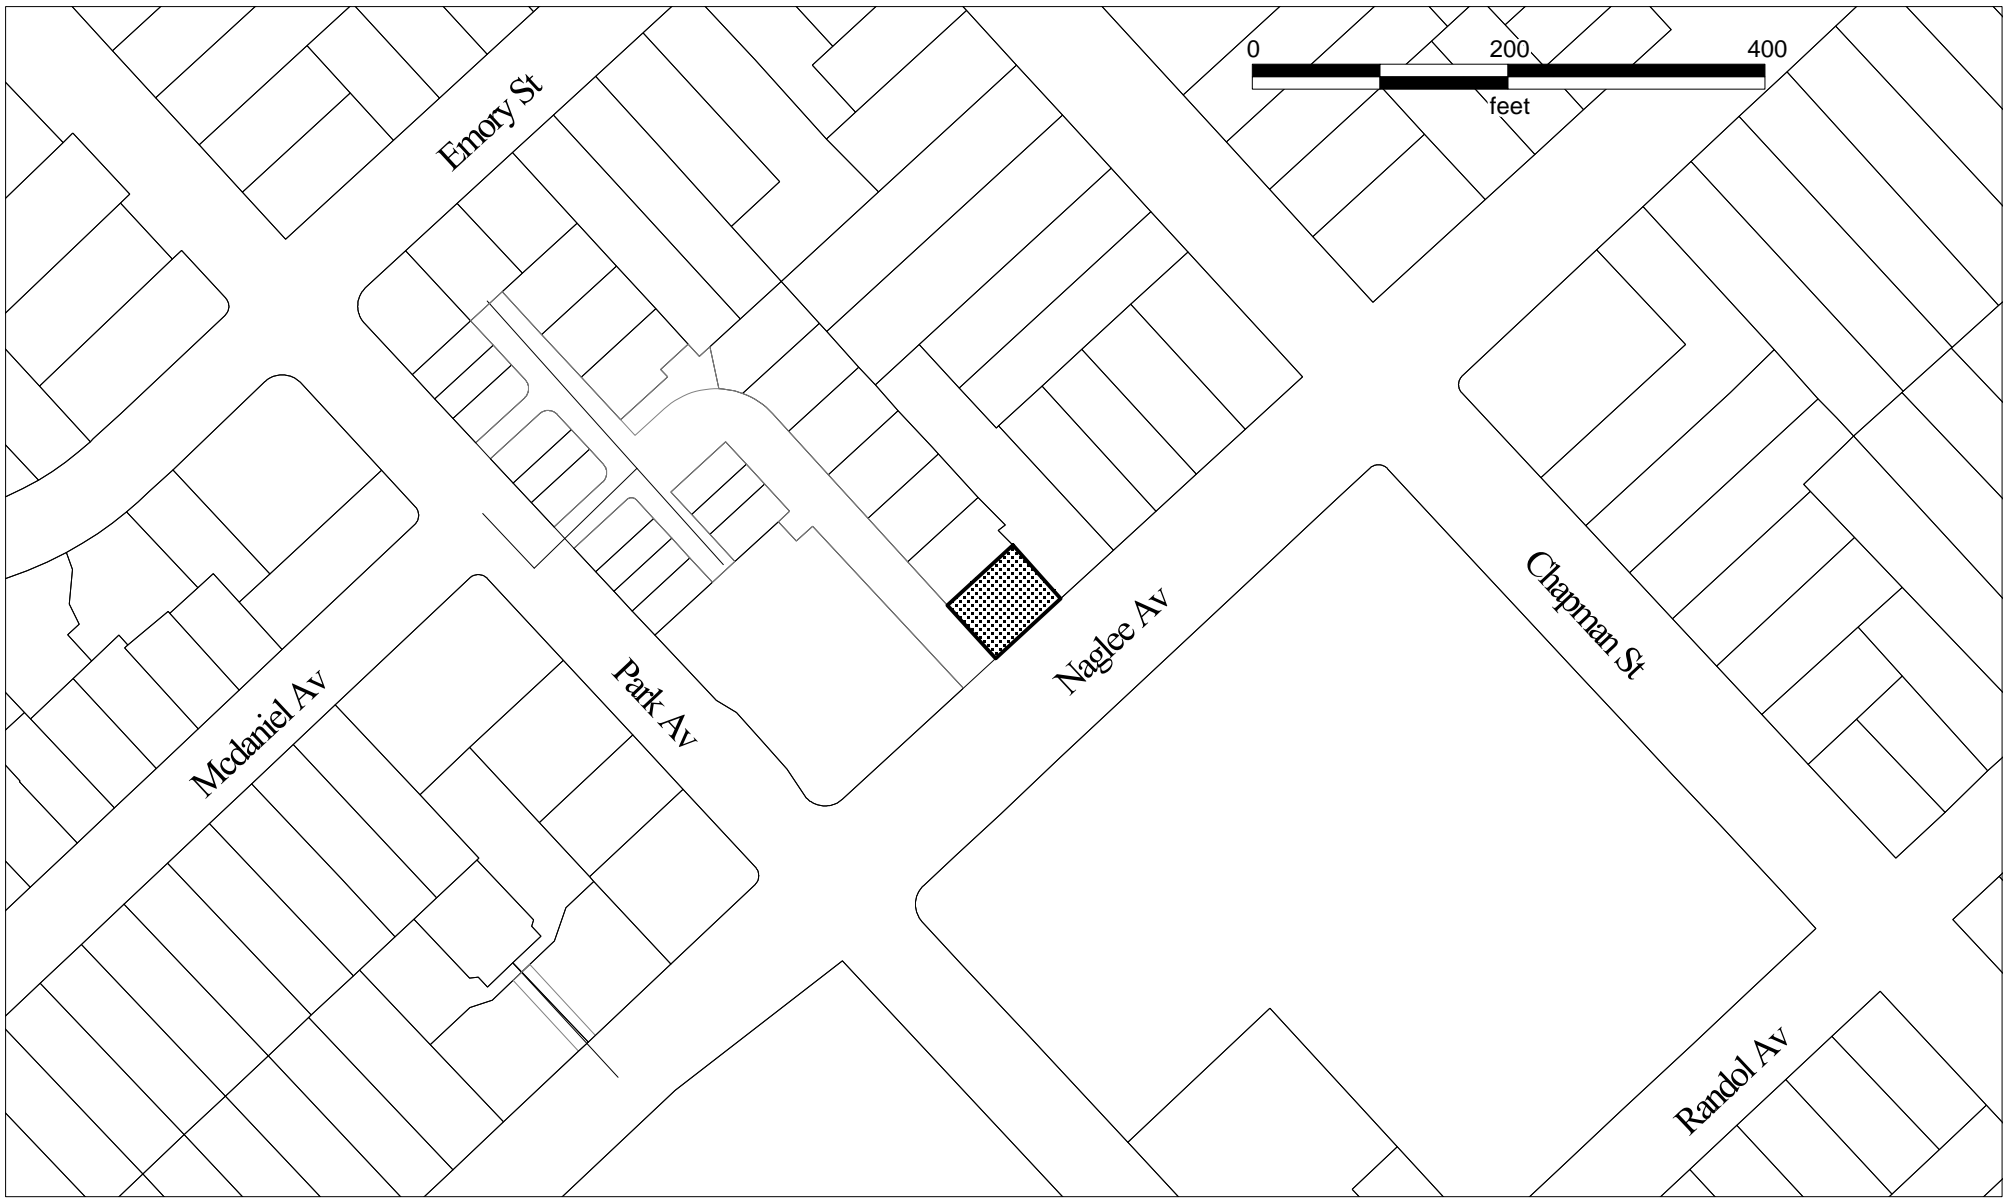 0 200 400
feet
Emory St
Chapman St
Naglee Av
Park Av
Mcdaniel Av
Randol Av